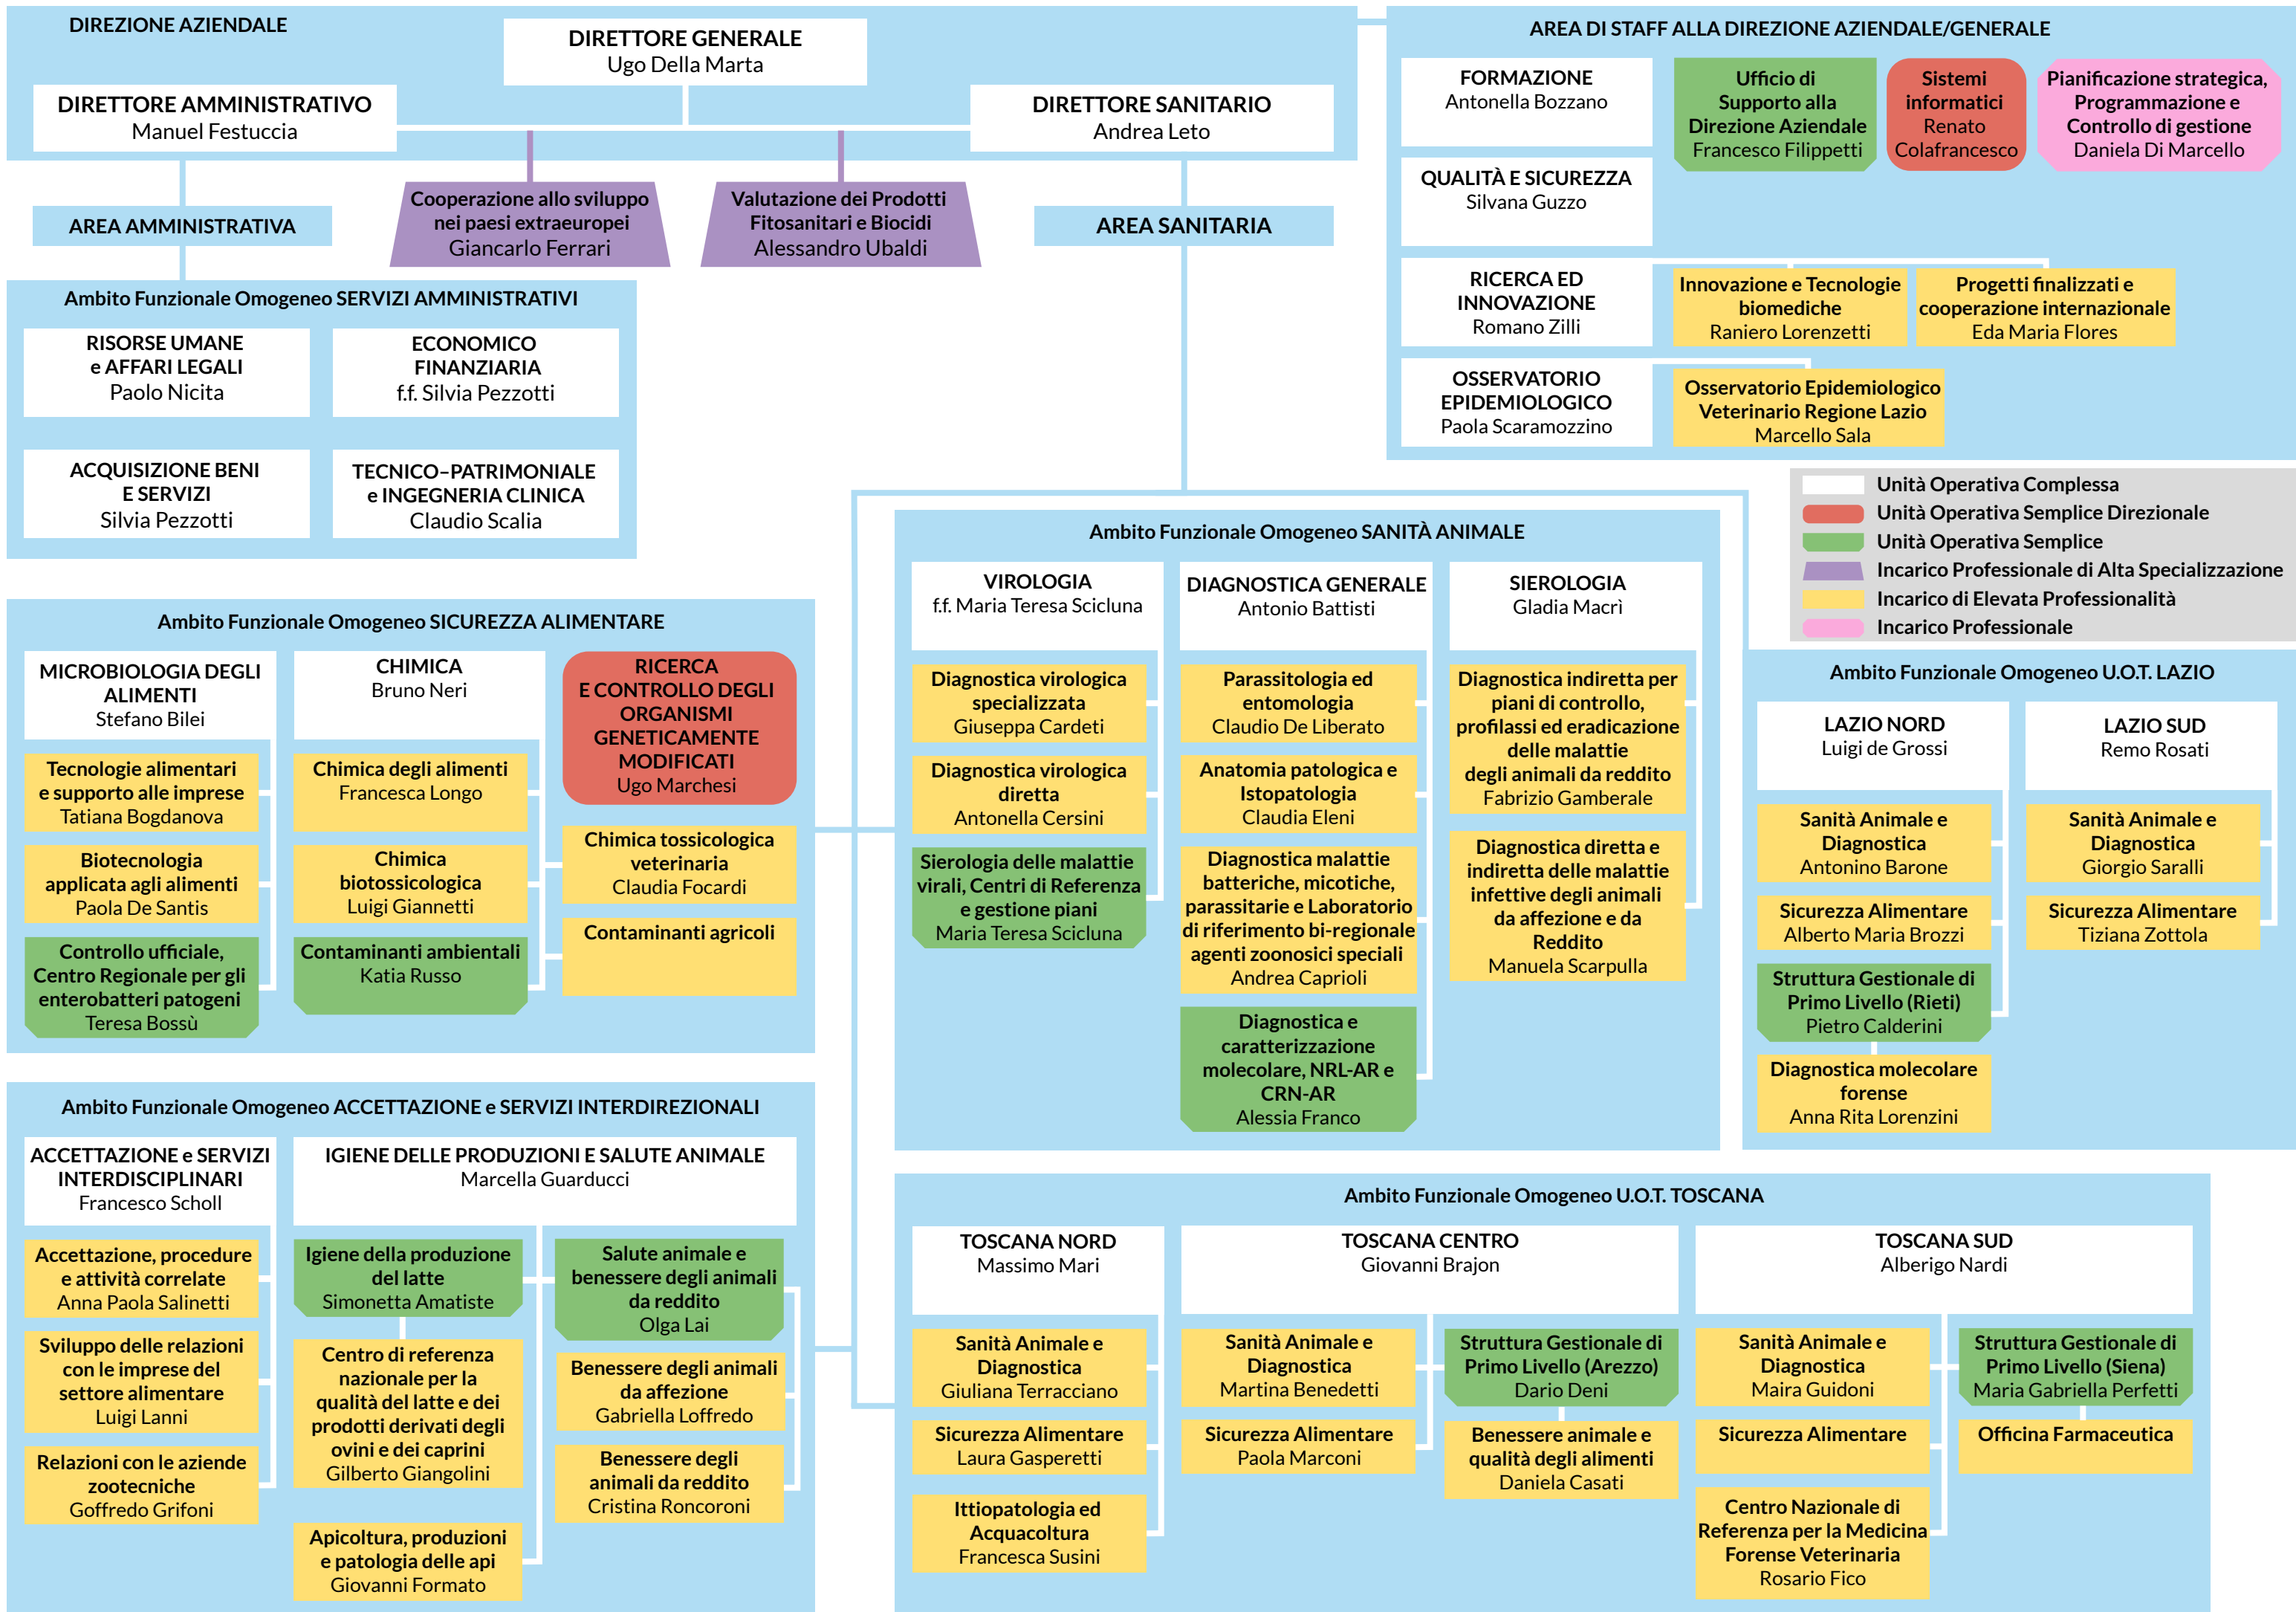 DIREZIONE AZIENDALE
DIRETTORE GENERALE
Ugo Della Marta
DIRETTORE AMMINISTRATIVO
Manuel Festuccia
DIRETTORE SANITARIO
Andrea Leto
Cooperazione allo sviluppo
nei paesi extraeuropei
Giancarlo Ferrari
Valutazione dei Prodotti
Fitosanitari e Biocidi
Alessandro Ubaldi
AREA AMMINISTRATIVA
AREA SANITARIA
AREA DI STAFF ALLA DIREZIONE AZIENDALE/GENERALE
FORMAZIONE
Antonella Bozzano
Ufficio di
Supporto alla
Direzione Aziendale
Francesco Filippetti
Sistemi
informatici
Renato
Colafrancesco
Pianificazione strategica,
Programmazione e
Controllo di gestione
Daniela Di Marcello
QUALITÀ E SICUREZZA
Silvana Guzzo
RICERCA ED
INNOVAZIONE
Romano Zilli
Innovazione e Tecnologie
biomediche
Raniero Lorenzetti
Progetti finalizzati e
cooperazione internazionale
Eda Maria Flores
OSSERVATORIO
EPIDEMIOLOGICO
Paola Scaramozzino
Osservatorio Epidemiologico
Veterinario Regione Lazio
Marcello Sala
Ambito Funzionale Omogeneo SERVIZI AMMINISTRATIVI
RISORSE UMANE
e AFFARI LEGALI
Paolo Nicita
ECONOMICO
FINANZIARIA
f.f. Silvia Pezzotti
ACQUISIZIONE BENI
E SERVIZI
Silvia Pezzotti
TECNICO–PATRIMONIALE
e INGEGNERIA CLINICA
Claudio Scalia
Unità Operativa Complessa
Unità Operativa Semplice Direzionale
Unità Operativa Semplice
Incarico Professionale di Alta Specializzazione
Incarico di Elevata Professionalità
Incarico Professionale
Ambito Funzionale Omogeneo SICUREZZA ALIMENTARE
MICROBIOLOGIA DEGLI
ALIMENTI
Stefano Bilei
Tecnologie alimentari
e supporto alle imprese
Tatiana Bogdanova
Biotecnologia
applicata agli alimenti
Paola De Santis
Controllo ufficiale,
Centro Regionale per gli
enterobatteri patogeni
Teresa Bossù
CHIMICA
Bruno Neri
Chimica degli alimenti
Francesca Longo
Chimica
biotossicologica
Luigi Giannetti
Contaminanti ambientali
Katia Russo
RICERCA
E CONTROLLO DEGLI
ORGANISMI
GENETICAMENTE
MODIFICATI
Ugo Marchesi
Chimica tossicologica
veterinaria
Claudia Focardi
Contaminanti agricoli
Ambito Funzionale Omogeneo SANITÀ ANIMALE
VIROLOGIA
f.f. Maria Teresa Scicluna
Diagnostica virologica
specializzata
Giuseppa Cardeti
Diagnostica virologica
diretta
Antonella Cersini
Sierologia delle malattie
virali, Centri di Referenza
e gestione piani
Maria Teresa Scicluna
DIAGNOSTICA GENERALE
Antonio Battisti
Parassitologia ed
entomologia
Claudio De Liberato
Anatomia patologica e
Istopatologia
Claudia Eleni
Diagnostica malattie
batteriche, micotiche,
parassitarie e Laboratorio
di riferimento bi-regionale
agenti zoonosici speciali
Andrea Caprioli
Diagnostica e
caratterizzazione
molecolare, NRL-AR e
CRN-AR
Alessia Franco
SIEROLOGIA
Gladia Macrì
Diagnostica indiretta per
piani di controllo,
profilassi ed eradicazione
delle malattie
degli animali da reddito
Fabrizio Gamberale
Diagnostica diretta e
indiretta delle malattie
infettive degli animali
da affezione e da
Reddito
Manuela Scarpulla
Ambito Funzionale Omogeneo U.O.T. LAZIO
LAZIO NORD
Luigi de Grossi
Sanità Animale e
Diagnostica
Antonino Barone
Sicurezza Alimentare
Alberto Maria Brozzi
Struttura Gestionale di
Primo Livello (Rieti)
Pietro Calderini
Diagnostica molecolare
forense
Anna Rita Lorenzini
LAZIO SUD
Remo Rosati
Sanità Animale e
Diagnostica
Giorgio Saralli
Sicurezza Alimentare
Tiziana Zottola
Ambito Funzionale Omogeneo ACCETTAZIONE e SERVIZI INTERDIREZIONALI
ACCETTAZIONE e SERVIZI
INTERDISCIPLINARI
Francesco Scholl
Accettazione, procedure
e attività correlate
Anna Paola Salinetti
Sviluppo delle relazioni
con le imprese del
settore alimentare
Luigi Lanni
Relazioni con le aziende
zootecniche
Goffredo Grifoni
IGIENE DELLE PRODUZIONI E SALUTE ANIMALE
Marcella Guarducci
Igiene della produzione
del latte
Simonetta Amatiste
Centro di referenza
nazionale per la
qualità del latte e dei
prodotti derivati degli
ovini e dei caprini
Gilberto Giangolini
Apicoltura, produzioni
e patologia delle api
Giovanni Formato
Salute animale e
benessere degli animali
da reddito
Olga Lai
Benessere degli animali
da affezione
Gabriella Loffredo
Benessere degli
animali da reddito
Cristina Roncoroni
Ambito Funzionale Omogeneo U.O.T. TOSCANA
TOSCANA NORD
Massimo Mari
Sanità Animale e
Diagnostica
Giuliana Terracciano
Sicurezza Alimentare
Laura Gasperetti
Ittiopatologia ed
Acquacoltura
Francesca Susini
TOSCANA CENTRO
Giovanni Brajon
Sanità Animale e
Diagnostica
Martina Benedetti
Sicurezza Alimentare
Paola Marconi
Struttura Gestionale di
Primo Livello (Arezzo)
Dario Deni
Benessere animale e
qualità degli alimenti
Daniela Casati
TOSCANA SUD
Alberigo Nardi
Sanità Animale e
Diagnostica
Maira Guidoni
Sicurezza Alimentare
Centro Nazionale di
Referenza per la Medicina
Forense Veterinaria
Rosario Fico
Struttura Gestionale di
Primo Livello (Siena)
Maria Gabriella Perfetti
Officina Farmaceutica